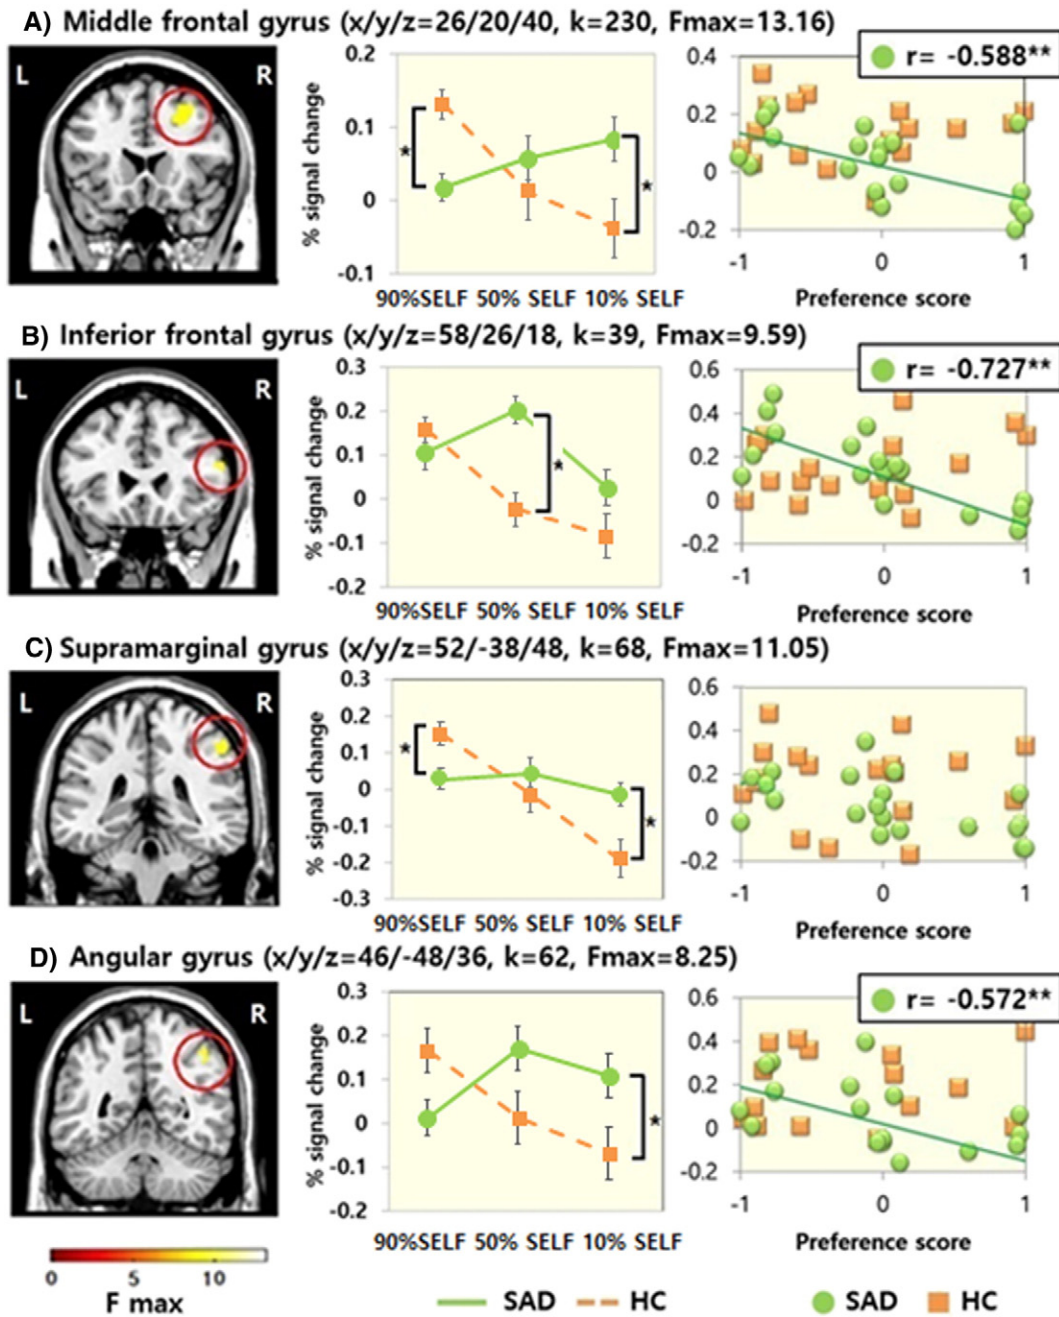 A) Middle frontal gyrus (x/y/z=26/20/40, k=230, Fmax=13.16)
L R
% signal change
0.2
0.1
0
-0.1
*
*
90%SELF 50% SELF 10% SELF
r= -0.588**
0.4
0.2
0
-0.2
-1 0 1
Preference score
B) Inferior frontal gyrus (x/y/z=58/26/18, k=39, Fmax=9.59)
L R
% signal change
0.3
0.2
0.1
0
-0.1
-0.2
*
90%SELF 50% SELF 10% SELF
r= -0.727**
0.6
0.4
0.2
0
-0.2
-1 0 1
Preference score
C) Supramarginal gyrus (x/y/z=52/-38/48, k=68, Fmax=11.05)
L R
% signal change
0.3
0.2
0.1
0
-0.1
-0.2
-0.3
*
*
90%SELF 50% SELF 10% SELF
0.6
0.4
0.2
0
-0.2
-1 0 1
Preference score
D) Angular gyrus (x/y/z=46/-48/36, k=62, Fmax=8.25)
L R
% signal change
0.3
0.2
0.1
0
-0.1
-0.2
*
90%SELF 50% SELF 10% SELF
r= -0.572**
0.6
0.4
0.2
0
-0.2
-1 0 1
Preference score
0 5 10
F max
SAD HC
SAD HC